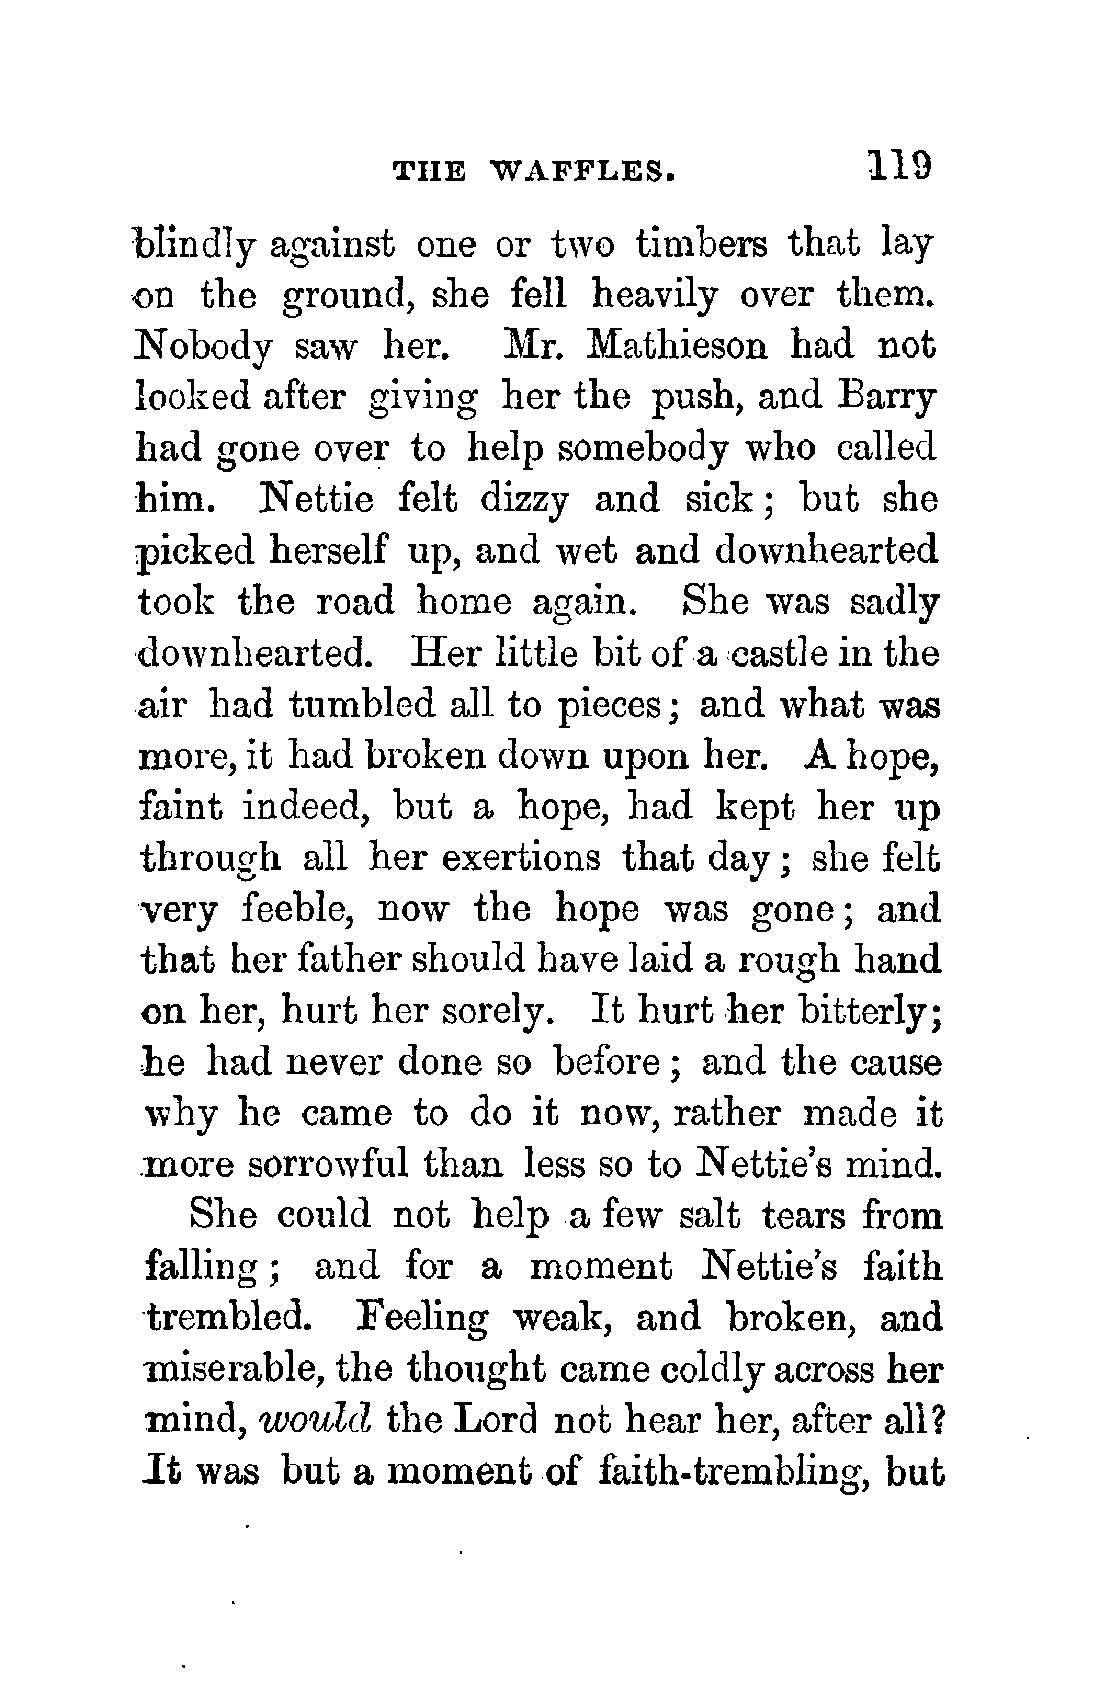 THE WAFFLES. 119
blindly against one or two timbers that lay
on the ground, she fell heavily over them.
Nobody saw her. Mr. Mathieson had not
looked after giving her the push, and Barry
had gone over to help somebody who called
him. Nettie felt dizzy and sick; but she
picked herself up, and wet and downhearted
took the road home again. She was sadly
downhearted. Her little bit of a castle in the
air had tumbled all to pieces; and what was
more, it had broken down upon her. A hope,
faint indeed, but a hope, had kept her up
through all her exertions that day; she felt
very feeble, now the hope was gone; and
that her father should have laid a rough hand
on her, hurt her sorely. It hurt her bitterly;
he had never done so before; and the cause
why he came to do it now, rather made it
more sorrowful than less so to Nettie's mind.
She could not help a few salt tears from
falling; and for a moment Nettie's faith
trembled. Feeling weak, and broken, and
miserable, the thought came coldly across her
mind, would the Lord not hear her, after all?
It was but a moment of faith-trembling, but